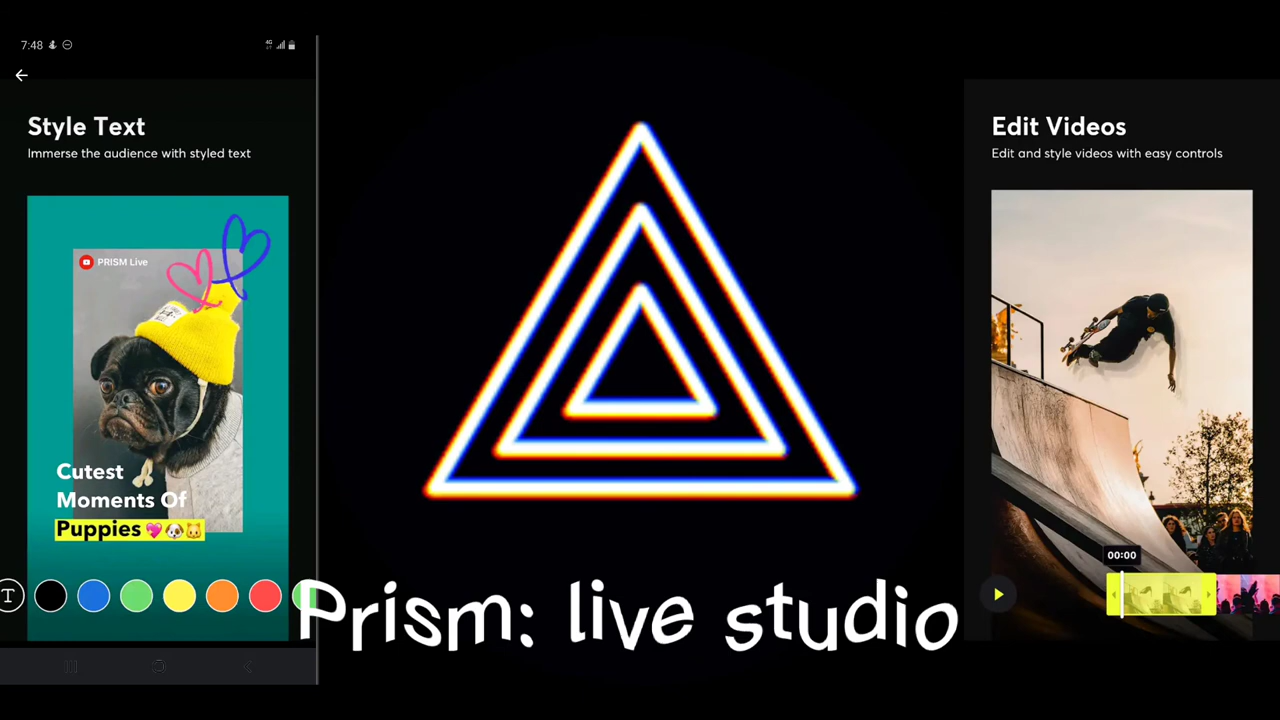 7:48
4G
Style Text
Immerse the audience with styled text
PRISM Live
Cutest
Moments Of
Puppies 💖🐶🐱
T
Edit Videos
Edit and style videos with easy controls
00:00
Prism: live studio